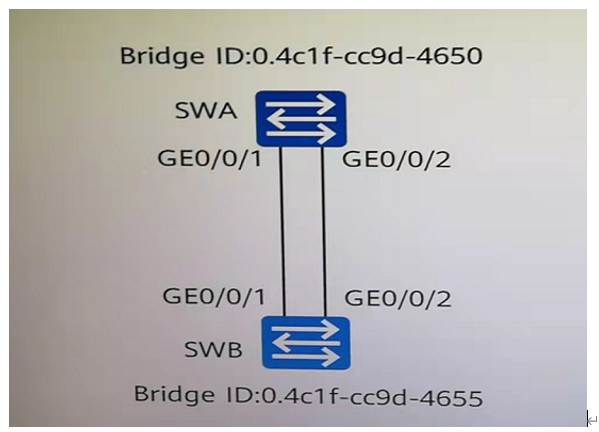 Bridge ID:0.4c1f-cc9d-4650
SWA
GE0/0/1 GE0/0/2
GE0/0/1 GE0/0/2
SWB
Bridge ID:0.4c1f-cc9d-4655